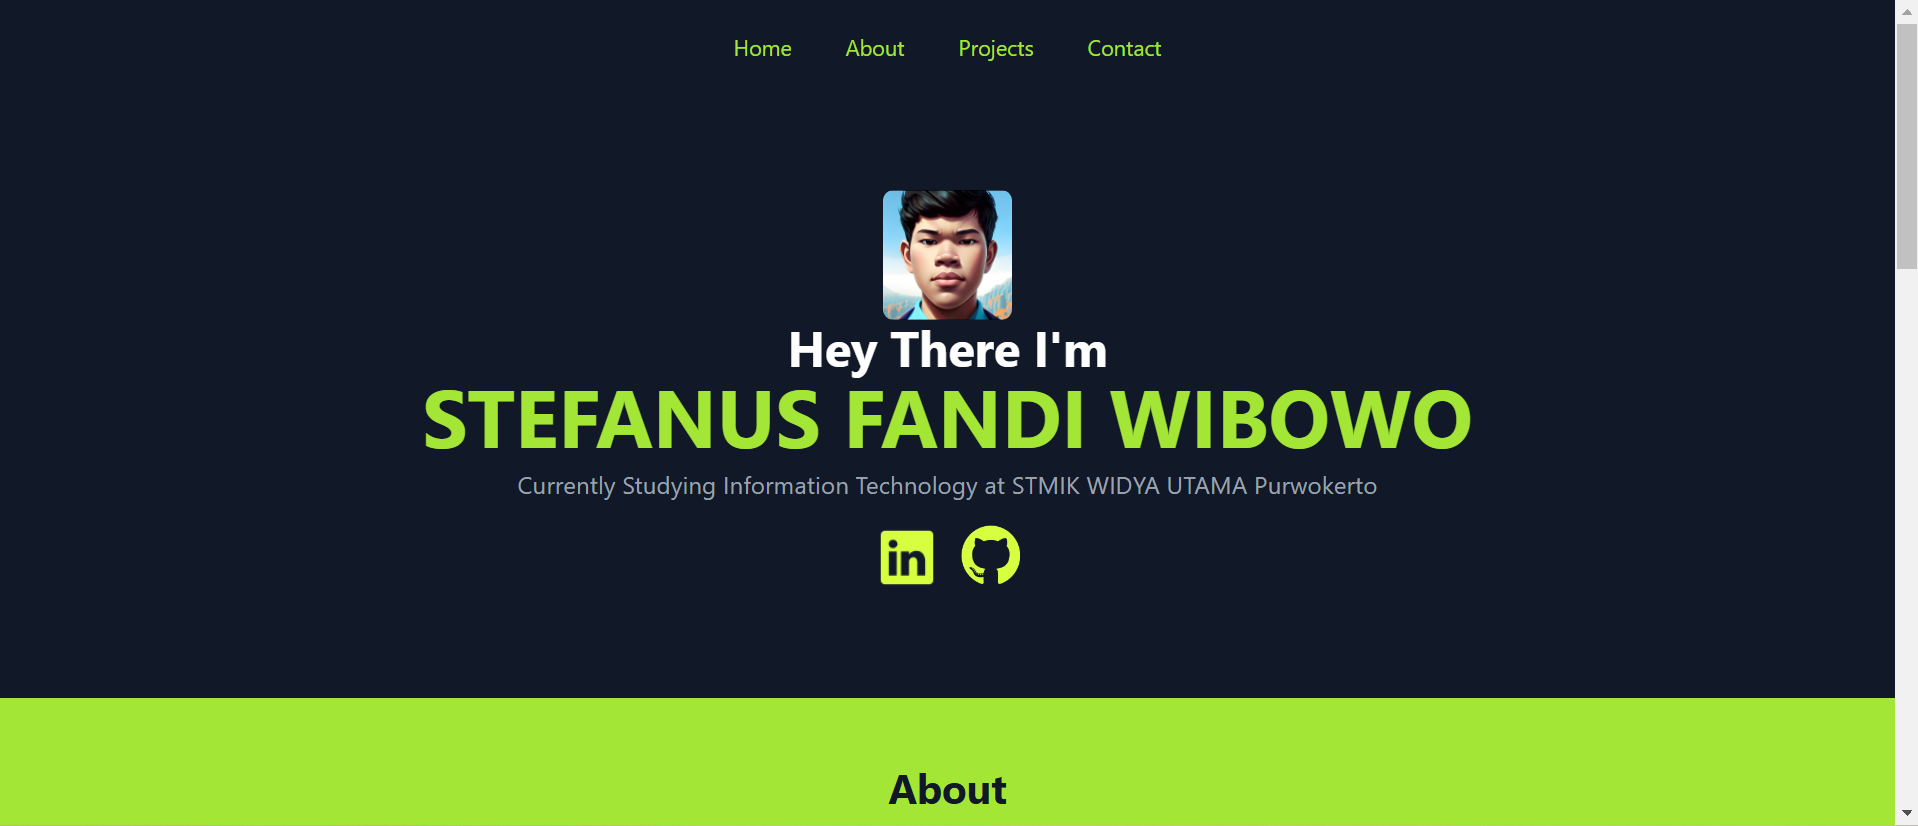 Home About Projects Contact
Hey There I'm
STEFANUS FANDI WIBOWO
Currently Studying Information Technology at STMIK WIDYA UTAMA Purwokerto
in
About